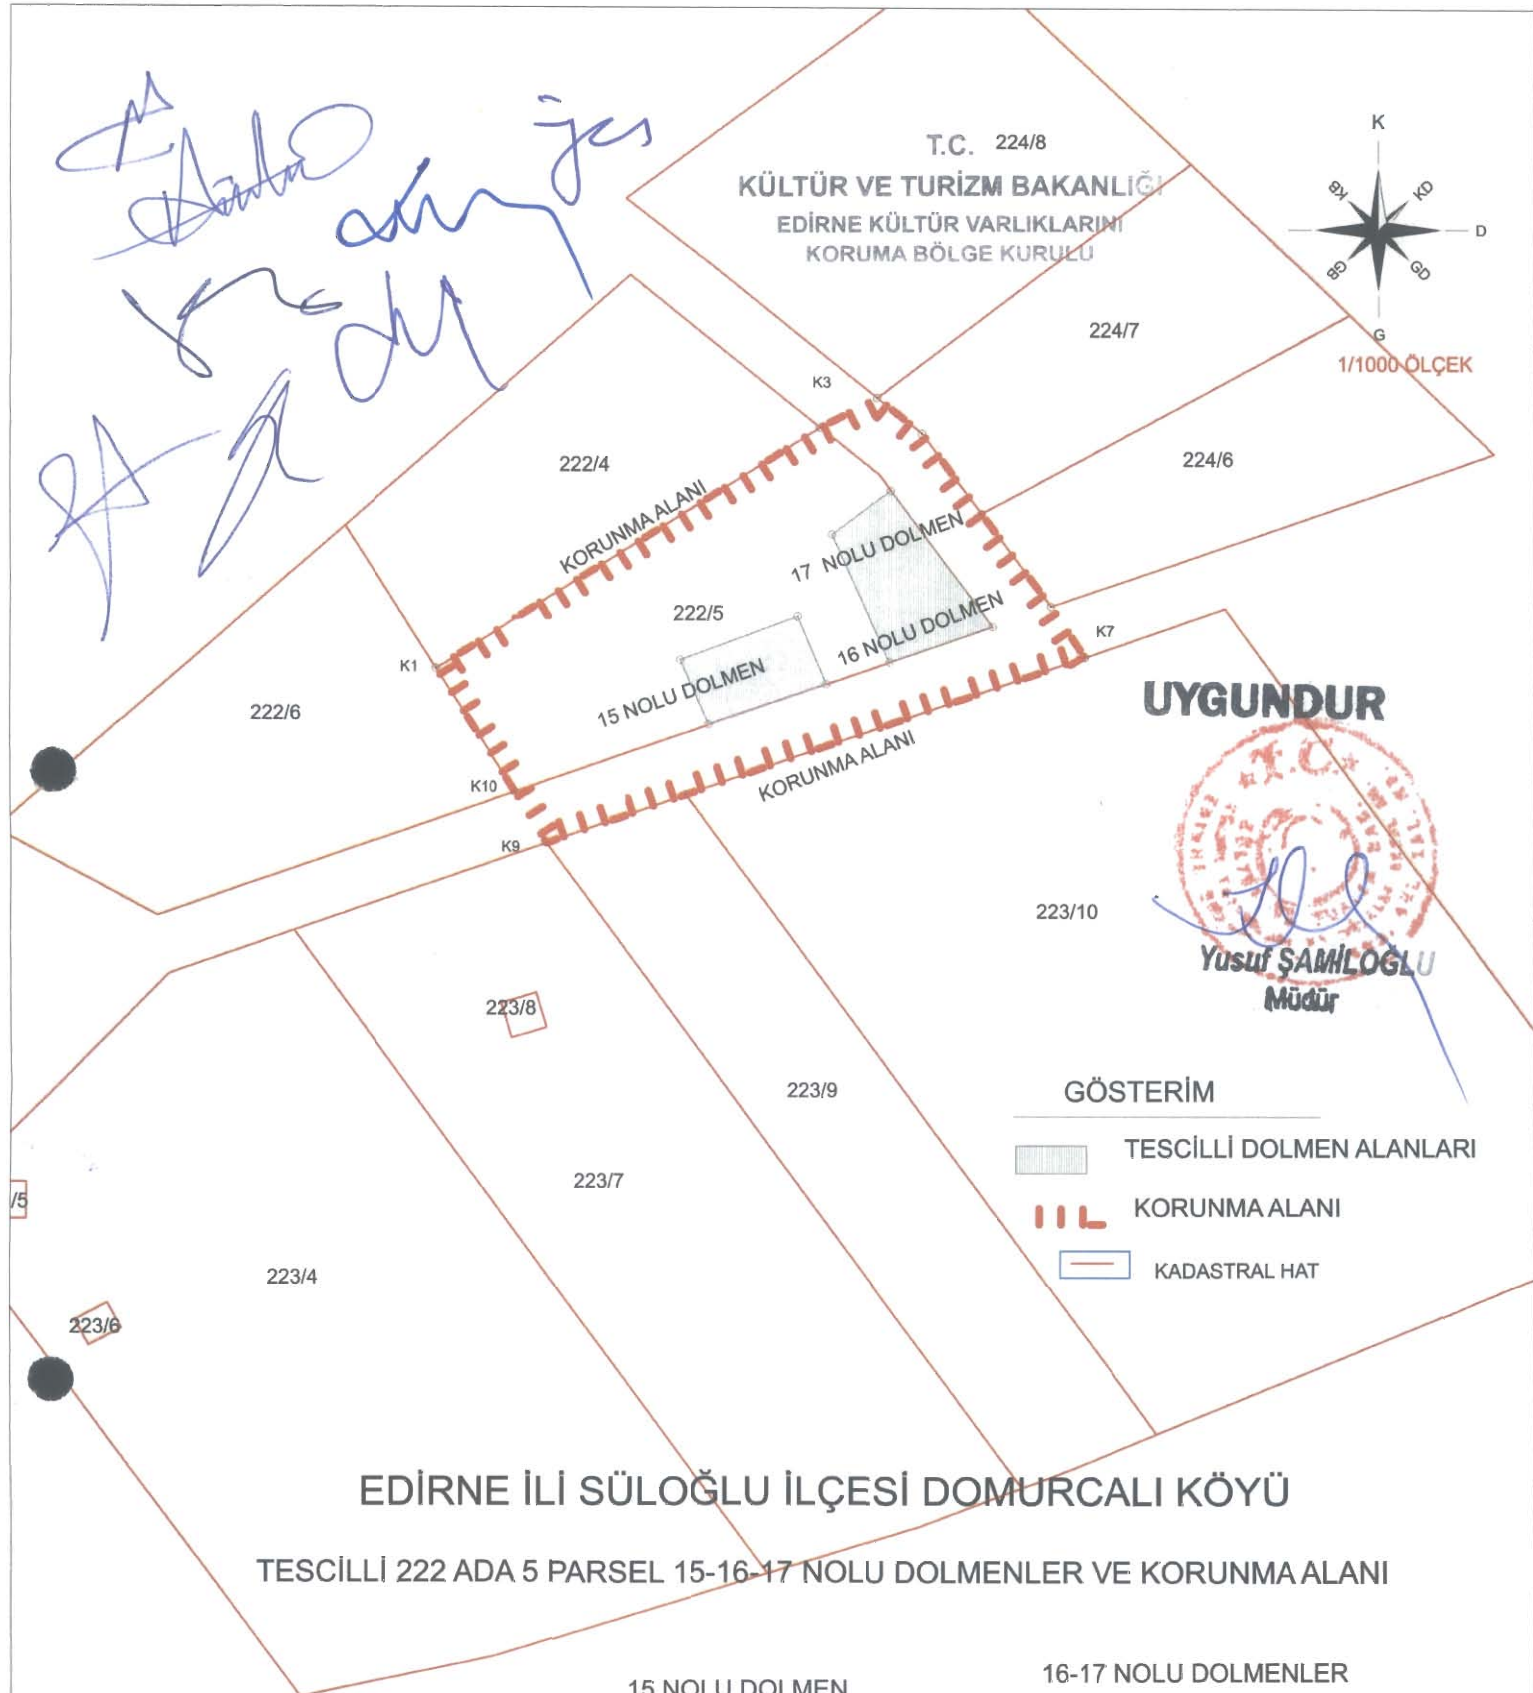 T.C. 224/8
KÜLTÜR VE TURİZM BAKANLIĞI
EDİRNE KÜLTÜR VARLIKLARINI
KORUMA BÖLGE KURULU
K
KB
KD
D
GB
GD
G
1/1000 ÖLÇEK
224/7
K3
222/4
224/6
KORUNMA ALANI
17 NOLU DOLMEN
222/5
16 NOLU DOLMEN
K7
K1
15 NOLU DOLMEN
222/6
UYGUNDUR
T.C.
KORUNMA ALANI
K10
K9
223/10
Yusuf ŞAMİLOĞLU
Müdür
223/8
223/9
GÖSTERİM
TESCİLLİ DOLMEN ALANLARI
223/7
/5
KORUNMA ALANI
223/4
KADASTRAL HAT
223/6
EDİRNE İLİ SÜLOĞLU İLÇESİ DOMURCALI KÖYÜ
TESCİLLİ 222 ADA 5 PARSEL 15-16-17 NOLU DOLMENLER VE KORUNMA ALANI
16-17 NOLU DOLMENLER
15 NOLU DOLMEN